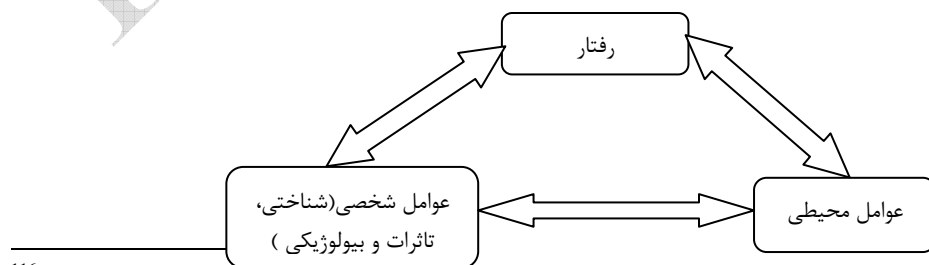 رفتار
عوامل شخصی(شناختی،
تاثرات و بیولوژیکی )
عوامل محیطی